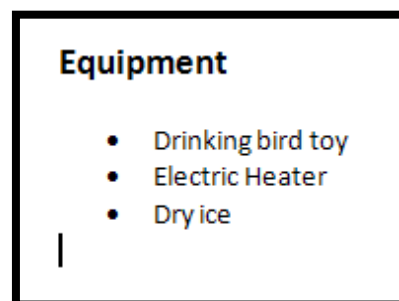 Equipment
• Drinking bird toy
• Electric Heater
• Dry ice